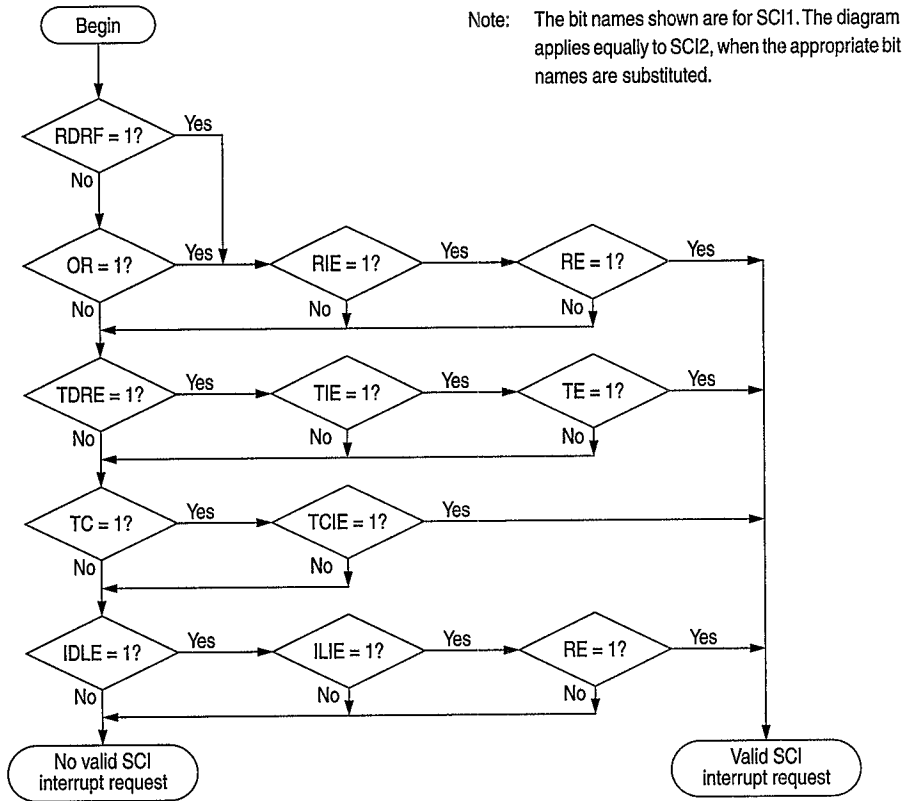 Begin
Note: The bit names shown are for SCI1. The diagram
applies equally to SCI2, when the appropriate bit
names are substituted.
RDRF = 1?
Yes
No
OR = 1?
Yes
RIE = 1?
Yes
RE = 1?
Yes
No
No
No
TDRE = 1?
Yes
TIE = 1?
Yes
TE = 1?
Yes
No
No
No
TC = 1?
Yes
TCIE = 1?
Yes
No
No
IDLE = 1?
Yes
ILIE = 1?
Yes
RE = 1?
Yes
No
No
No
No valid SCI
interrupt request
Valid SCI
interrupt request